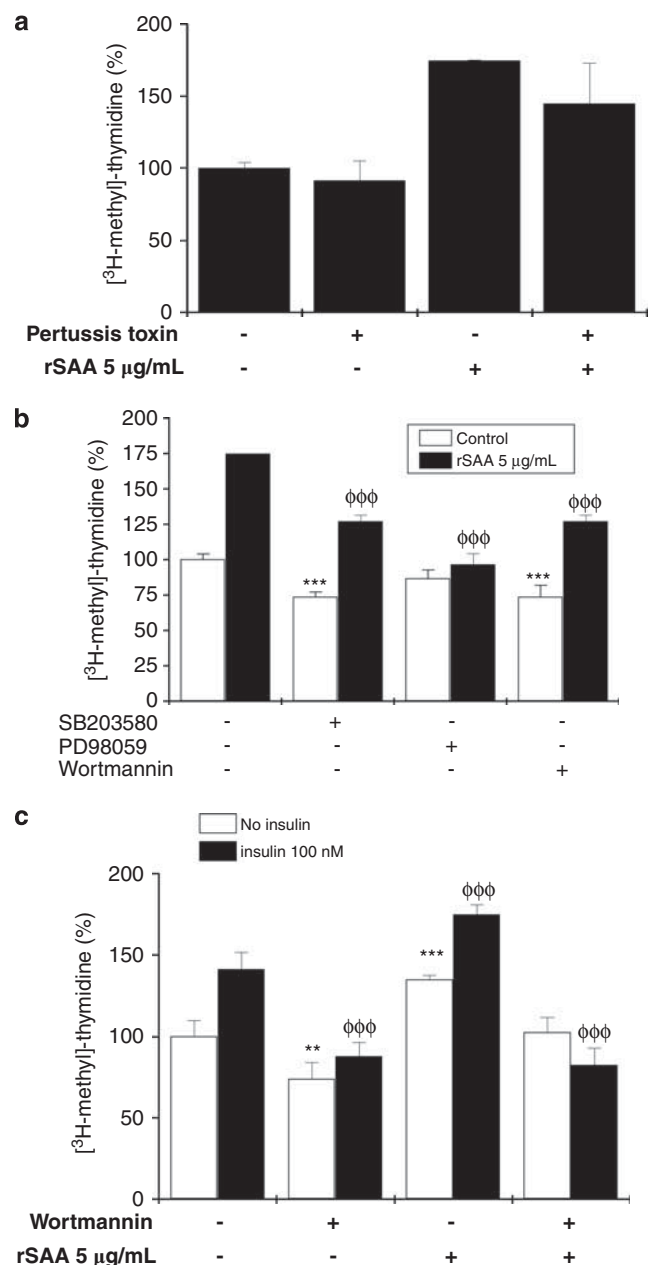 a
[³H-methyl]-thymidine (%)
200
150
100
50
0
Pertussis toxin - + - +
rSAA 5 μg/mL - - + +
b
[³H-methyl]-thymidine (%)
200
175
150
125
100
75
50
25
0
Control
rSAA 5 μg/mL
*** ϕϕϕ ϕϕϕ *** ϕϕϕ
SB203580 - + - -
PD98059 - - + -
Wortmannin - - - +
c
No insulin
insulin 100 nM
[³H-methyl]-thymidine (%)
200
150
100
50
0
** ϕϕϕ *** ϕϕϕ ϕϕϕ
Wortmannin - + - +
rSAA 5 μg/mL - - + +